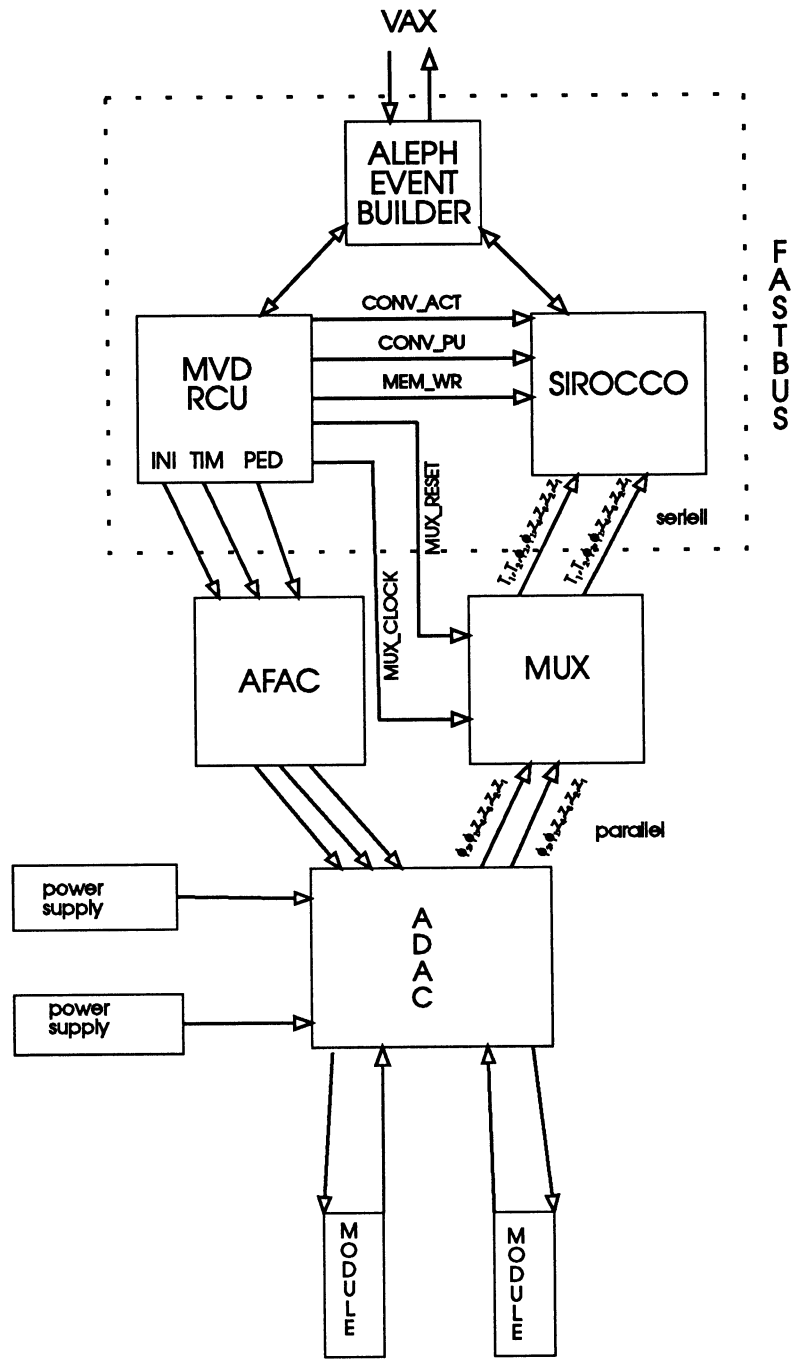 VAX
ALEPH
EVENT
BUILDER
FASTBUS
CONV_ACT
CONV_PU
MEM_WR
MVD
RCU
SIROCCO
INI TIM PED
MUX_RESET
MUX_CLOCK
seriell
AFAC
MUX
parallel
power
supply
ADAC
power
supply
MODULE
MODULE